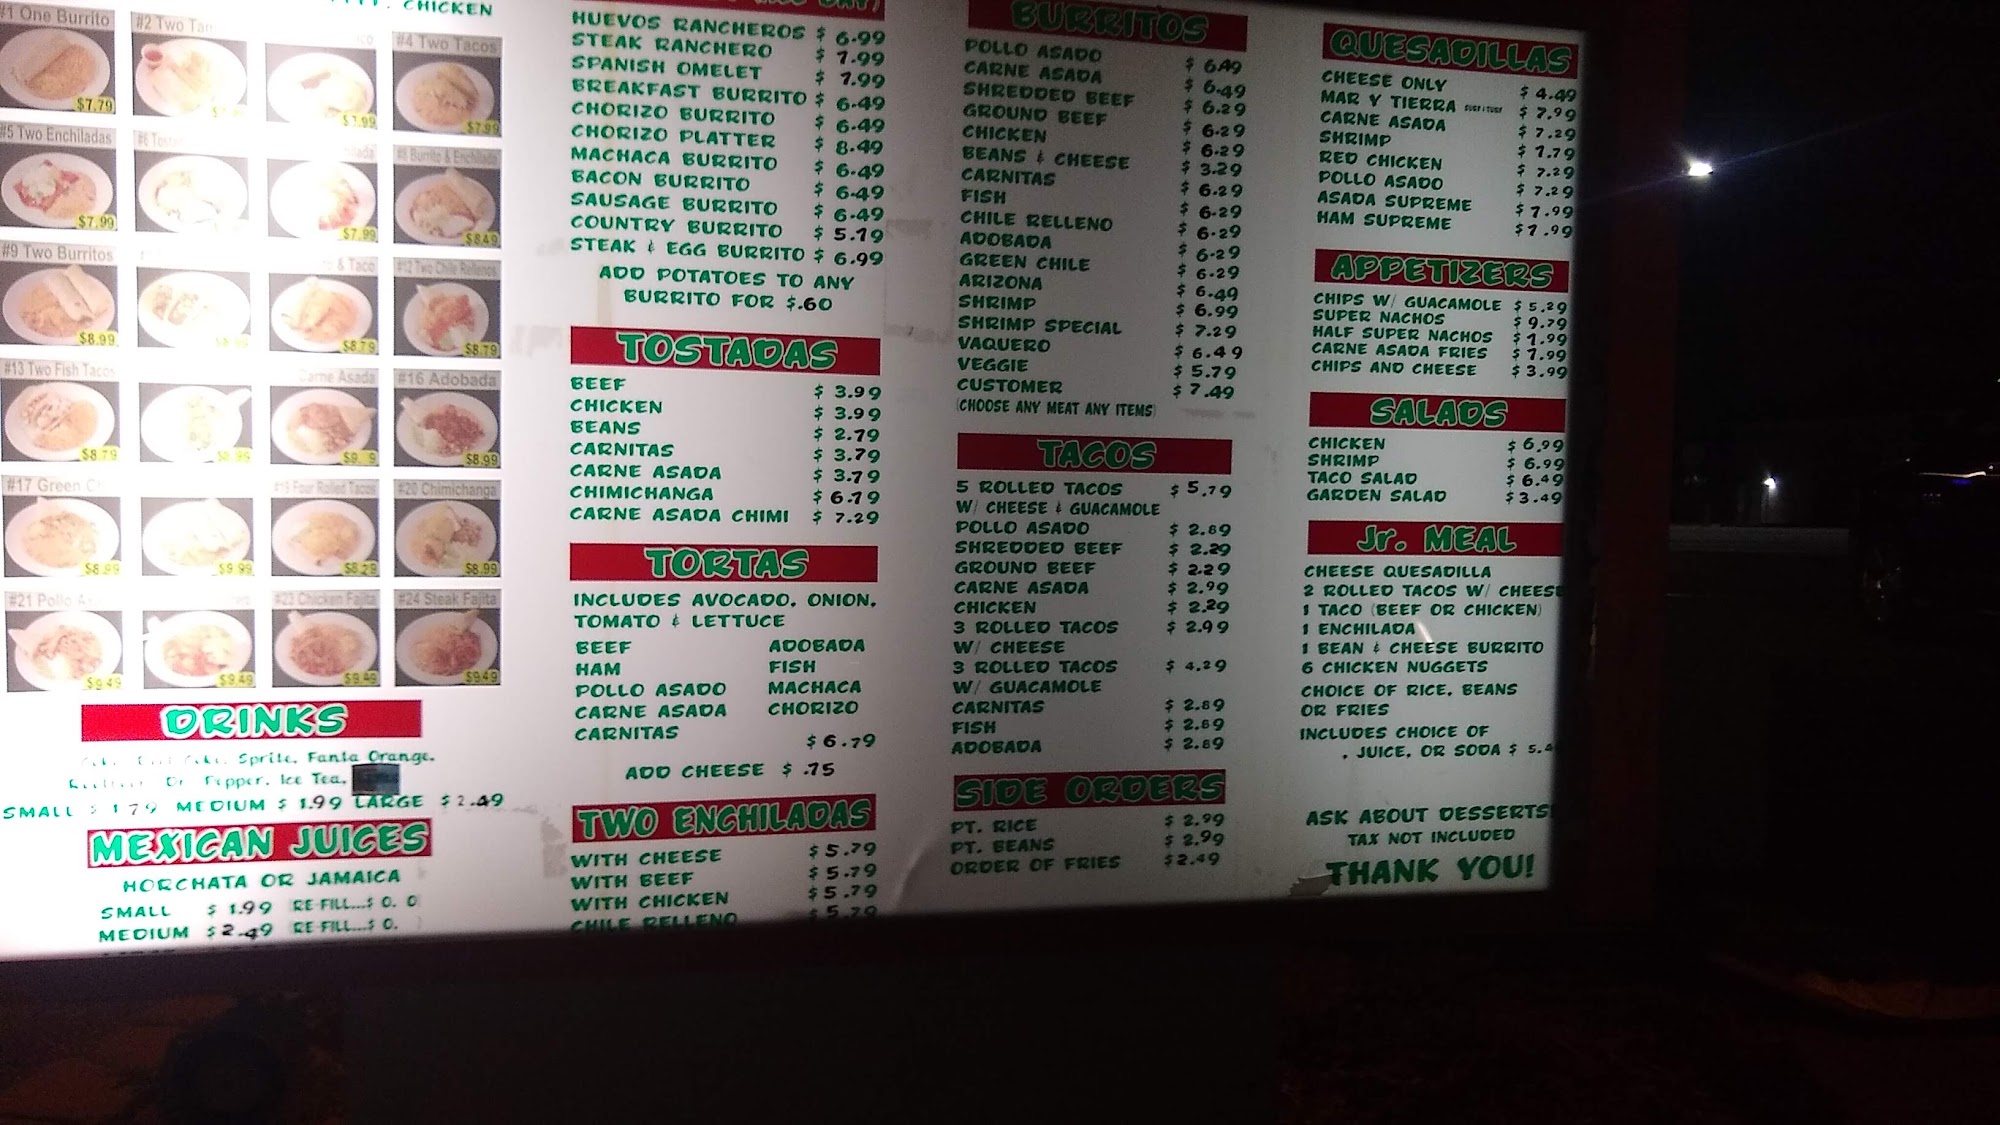 CHICKEN
#1 One Burrito
$7.79
#2 Two
#4 Two Tacos
$7.99
#5 Two Enchiladas
$7.99
$7.99
#8 Burrito & Enchilada
$8.49
#9 Two Burritos
$8.99
& Taco
$8.79
#12 Two Chile Rellenos
$8.79
#13 Two Fish Tacos
$8.79
Carne Asada
#16 Adobada
$8.99
#17 Green
$8.99
$9.99
#19 Four Rolled Tacos
$8.29
#20 Chimichanga
$8.99
#21 Pollo
$9.49
$9.49
#23 Chicken Fajita
$9.49
#24 Steak Fajita
$9.49
DRINKS
Sprite, Fanta Orange,
Dr. Pepper, Ice Tea,
SMALL $ 1.79 MEDIUM $ 1.99 LARGE $ 2.49
MEXICAN JUICES
HORCHATA OR JAMAICA
SMALL $ 1.99 RE-FILL...$ 0.
MEDIUM $ 2.49 RE-FILL...$ 0.
HUEVOS RANCHEROS $ 6.99
STEAK RANCHERO $ 7.99
SPANISH OMELET $ 7.99
BREAKFAST BURRITO $ 6.49
CHORIZO BURRITO $ 6.49
CHORIZO PLATTER $ 8.49
MACHACA BURRITO $ 6.49
BACON BURRITO $ 6.49
SAUSAGE BURRITO $ 6.49
COUNTRY BURRITO $ 5.79
STEAK & EGG BURRITO $ 6.99
ADD POTATOES TO ANY
BURRITO FOR $.60
TOSTADAS
BEEF $ 3.99
CHICKEN $ 3.99
BEANS $ 2.79
CARNITAS $ 3.79
CARNE ASADA $ 3.79
CHIMICHANGA $ 6.79
CARNE ASADA CHIMI $ 7.29
TORTAS
INCLUDES AVOCADO, ONION,
TOMATO & LETTUCE
BEEF ADOBADA
HAM FISH
POLLO ASADO MACHACA
CARNE ASADA CHORIZO
CARNITAS
$ 6.79
ADD CHEESE $ .75
TWO ENCHILADAS
WITH CHEESE $ 5.79
WITH BEEF $ 5.79
WITH CHICKEN $ 5.79
CHILE RELLENO $ 5.79
BURRITOS
POLLO ASADO $ 6.49
CARNE ASADA $ 6.49
SHREDDED BEEF $ 6.29
GROUND BEEF $ 6.29
CHICKEN $ 6.29
BEANS & CHEESE $ 3.29
CARNITAS $ 6.29
FISH $ 6.29
CHILE RELLENO $ 6.29
ADOBADA $ 6.29
GREEN CHILE $ 6.29
ARIZONA $ 6.49
SHRIMP $ 6.99
SHRIMP SPECIAL $ 7.29
VAQUERO $ 6.49
VEGGIE $ 5.79
CUSTOMER $ 7.49
(CHOOSE ANY MEAT ANY ITEMS)
TACOS
5 ROLLED TACOS $ 5.79
W/ CHEESE & GUACAMOLE
POLLO ASADO $ 2.89
SHREDDED BEEF $ 2.29
GROUND BEEF $ 2.29
CARNE ASADA $ 2.99
CHICKEN $ 2.29
3 ROLLED TACOS $ 2.99
W/ CHEESE
3 ROLLED TACOS $ 4.29
W/ GUACAMOLE
CARNITAS $ 2.89
FISH $ 2.89
ADOBADA $ 2.89
SIDE ORDERS
PT. RICE $ 2.99
PT. BEANS $ 2.99
ORDER OF FRIES $2.49
QUESADILLAS
CHEESE ONLY $ 4.49
MAR Y TIERRA $ 7.99
CARNE ASADA $ 7.29
SHRIMP $ 7.79
RED CHICKEN $ 7.29
POLLO ASADO $ 7.29
ASADA SUPREME $ 7.99
HAM SUPREME $7.99
APPETIZERS
CHIPS W/ GUACAMOLE $ 5.29
SUPER NACHOS $ 9.79
HALF SUPER NACHOS $ 7.99
CARNE ASADA FRIES $ 7.99
CHIPS AND CHEESE $ 3.99
SALADS
CHICKEN $ 6.99
SHRIMP $ 6.99
TACO SALAD $ 6.49
GARDEN SALAD $ 3.49
Jr. MEAL
CHEESE QUESADILLA
2 ROLLED TACOS W/ CHEESE
1 TACO (BEEF OR CHICKEN)
1 ENCHILADA
1 BEAN & CHEESE BURRITO
6 CHICKEN NUGGETS
CHOICE OF RICE, BEANS
OR FRIES
INCLUDES CHOICE OF
, JUICE, OR SODA $ 5.
ASK ABOUT DESSERTS!
TAX NOT INCLUDED
THANK YOU!